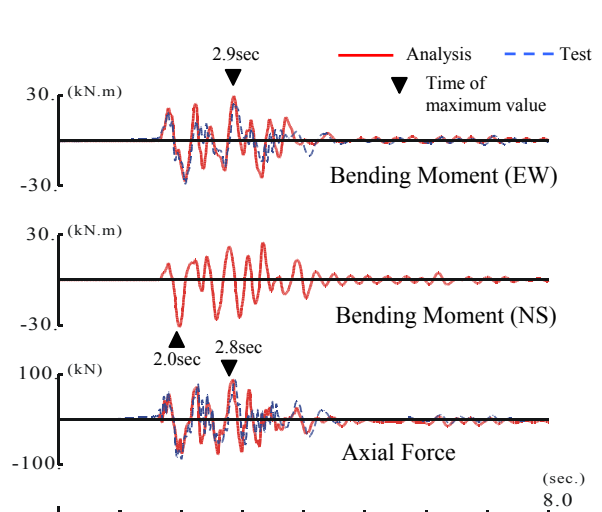 2.9sec
Analysis
Test
Time of
maximum value
30.
(kN.m)
-30.
Bending Moment (EW)
30.
(kN.m)
-30.
Bending Moment (NS)
2.0sec
2.8sec
100.
(kN)
-100.
Axial Force
(sec.)
8.0